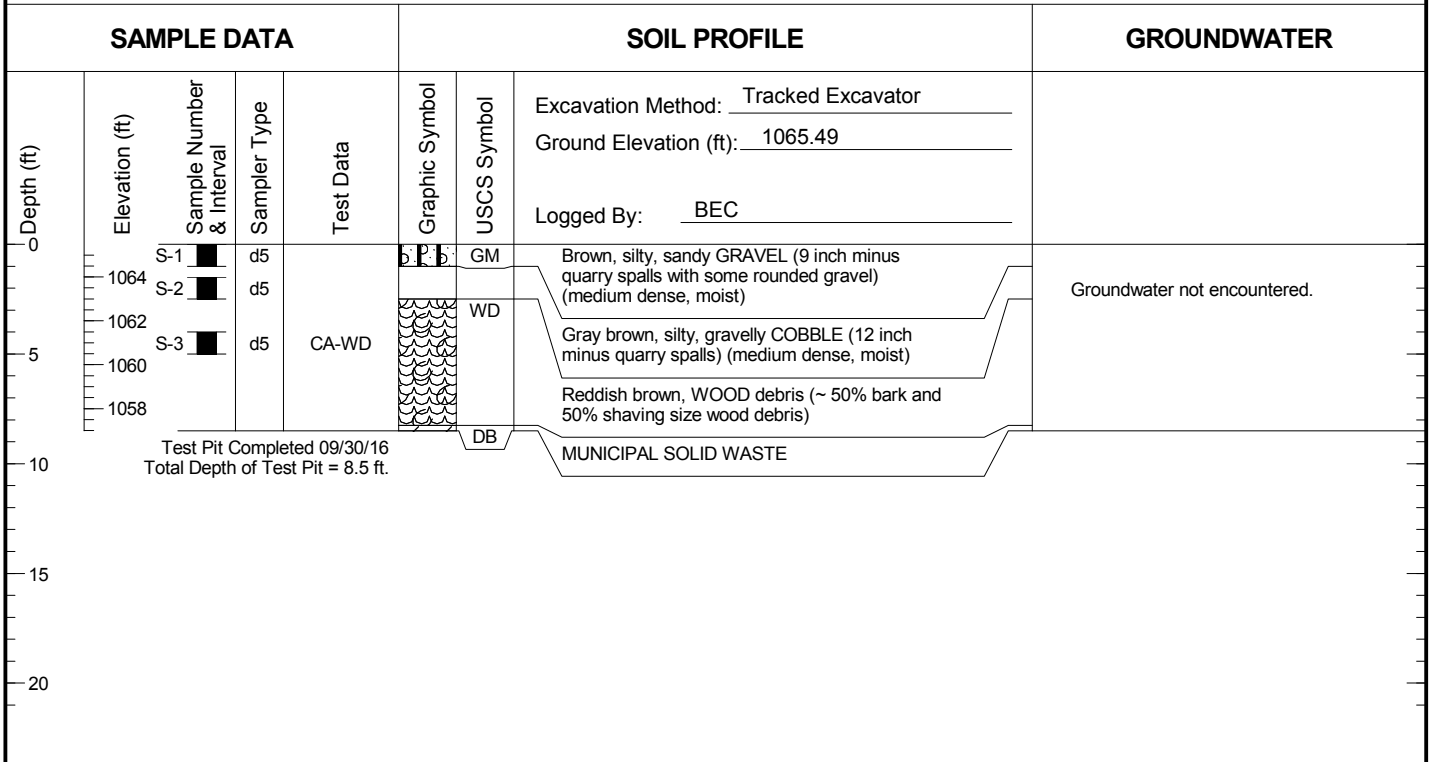 SAMPLE DATA
SOIL PROFILE
GROUNDWATER
Depth (ft)
Elevation (ft)
Sample Number
& Interval
Sampler Type
Test Data
Graphic Symbol
USCS Symbol
Excavation Method: Tracked Excavator
Ground Elevation (ft): 1065.49
Logged By: BEC
0
S-1
d5
GM
Brown, silty, sandy GRAVEL (9 inch minus
quarry spalls with some rounded gravel)
(medium dense, moist)
1064
S-2
d5
Groundwater not encountered.
WD
1062
Gray brown, silty, gravelly COBBLE (12 inch
minus quarry spalls) (medium dense, moist)
S-3
d5
CA-WD
5
1060
Reddish brown, WOOD debris (~ 50% bark and
50% shaving size wood debris)
1058
DB
MUNICIPAL SOLID WASTE
Test Pit Completed 09/30/16
Total Depth of Test Pit = 8.5 ft.
10
15
20